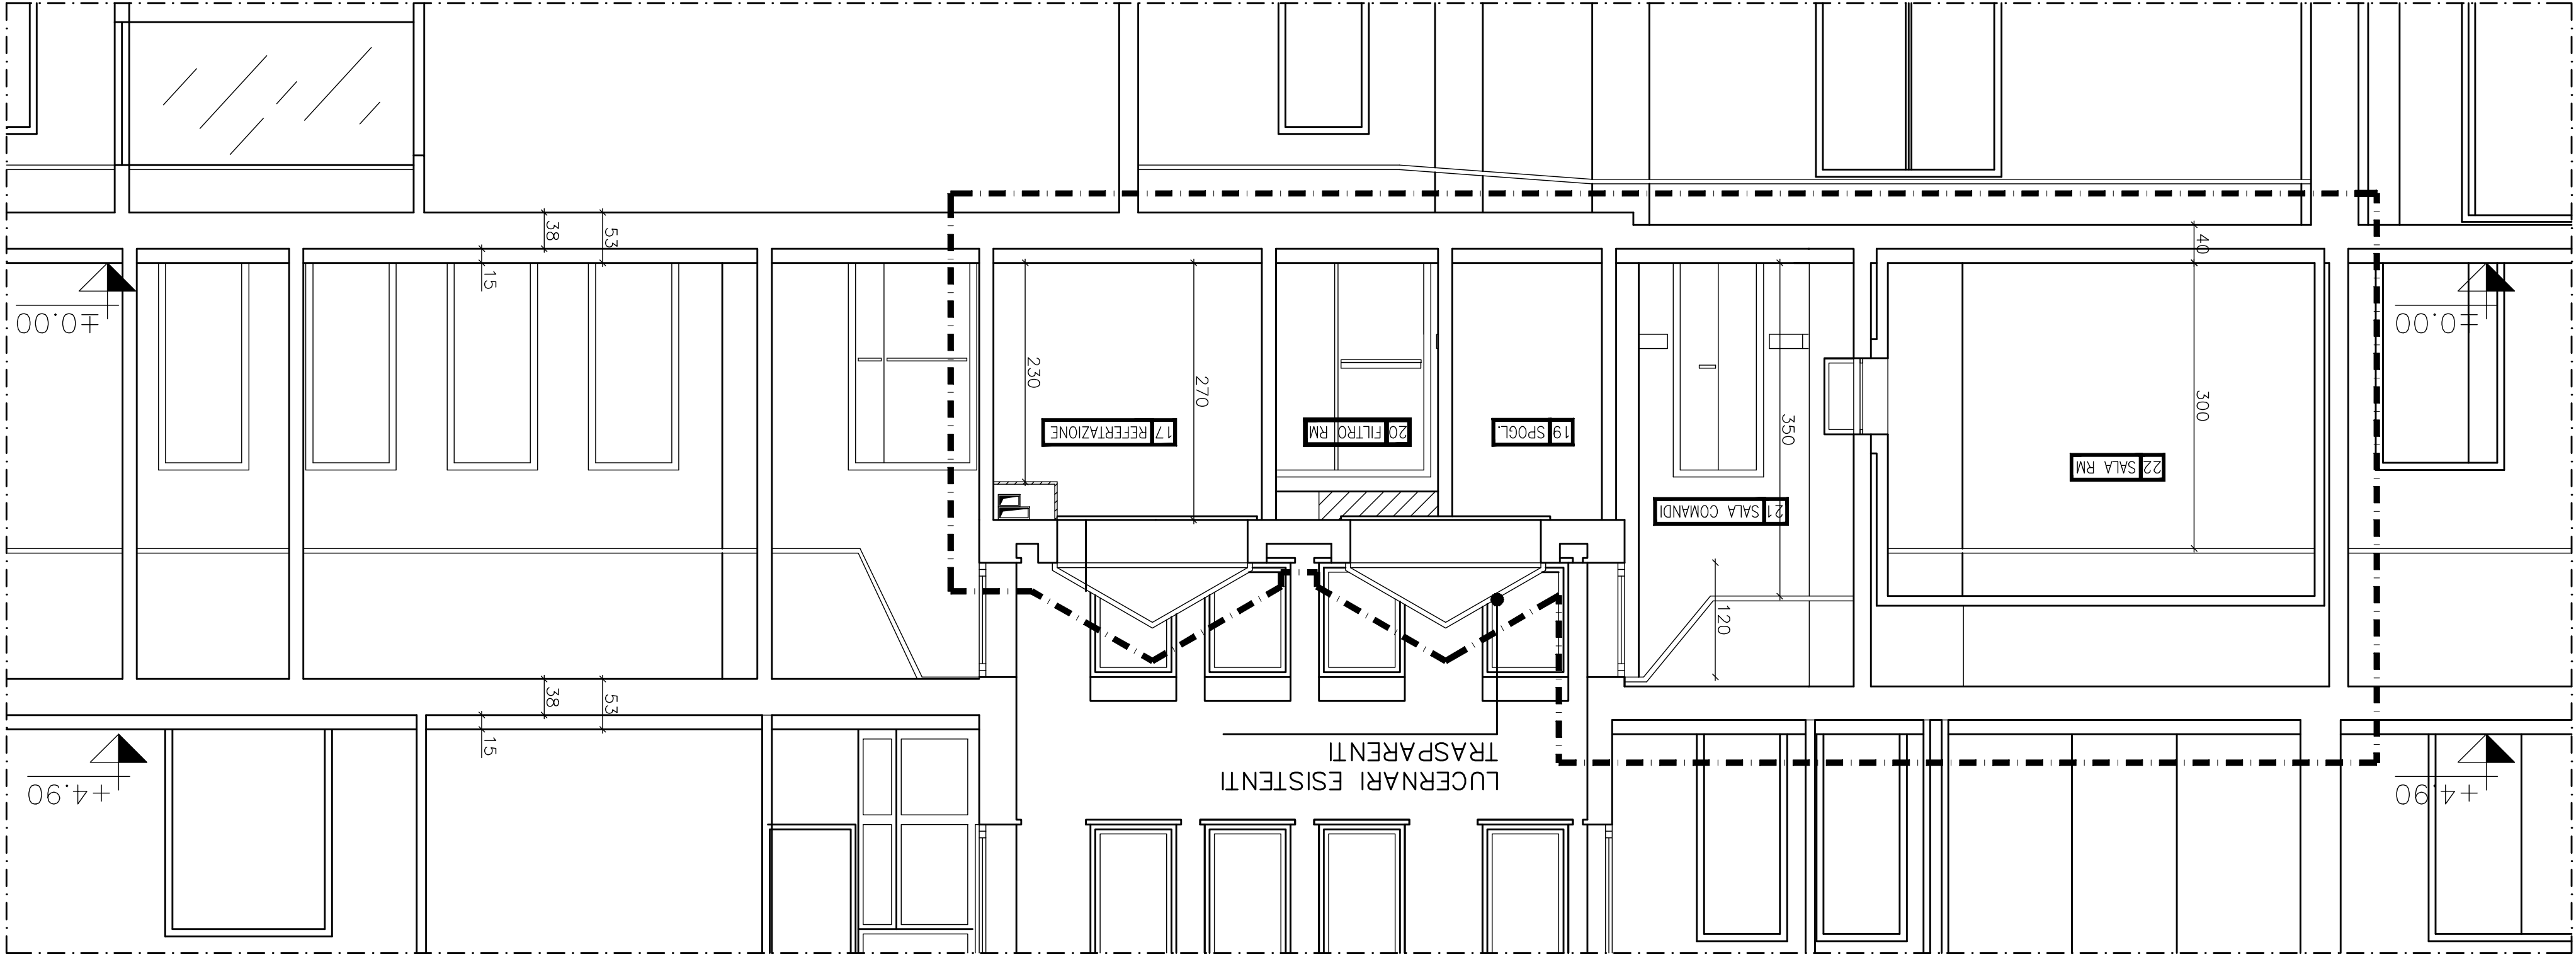 +4.90
+4.90
LUCERNARI ESISTENTI
TRASPARENTI
15
38
53
120
21 SALA COMANDI
22 SALA RM
17 REFERTAZIONE
20 FILTRO RM
19 SPOGL.
230
270
350
300
±0.00
±0.00
15
38
53
40